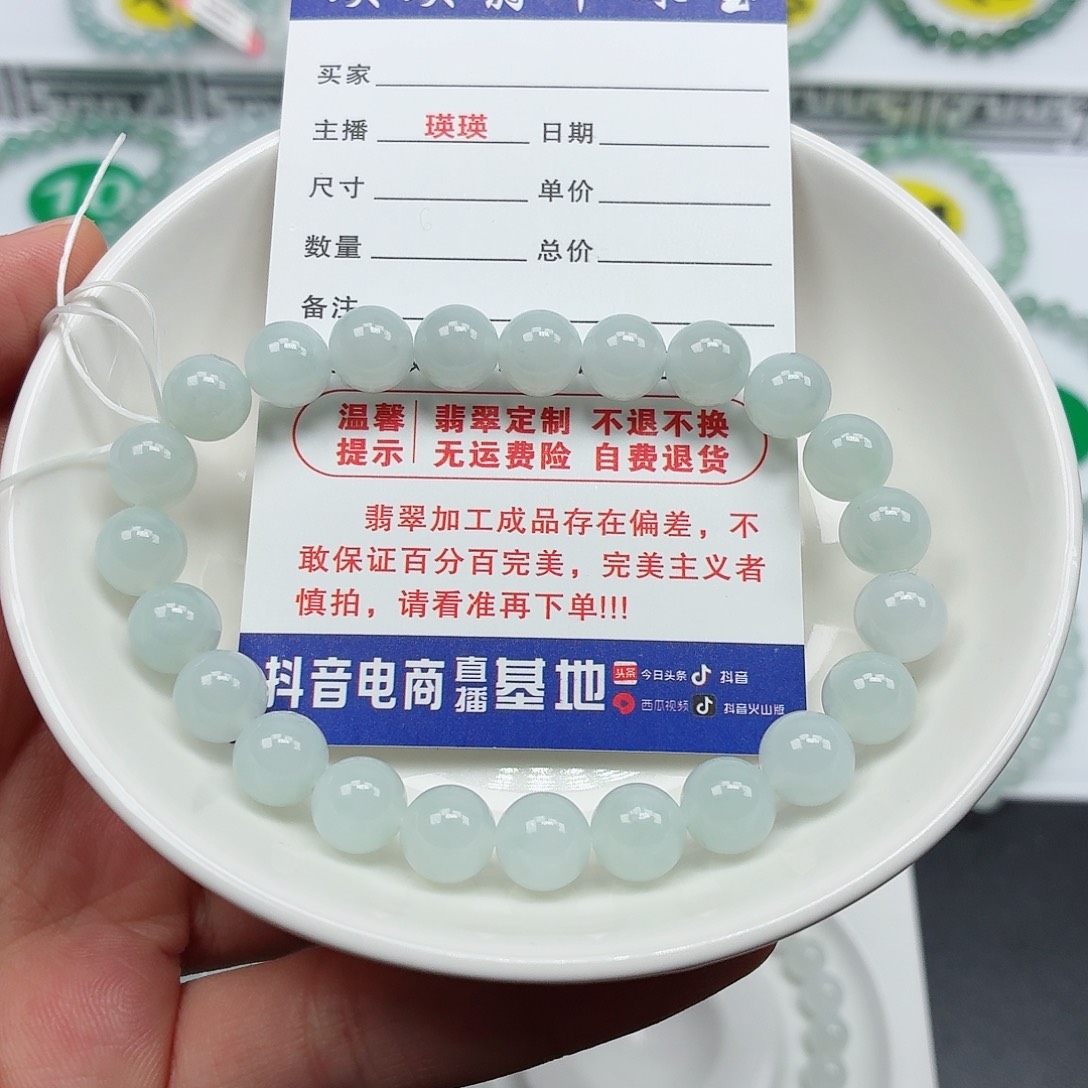 买家
主播 瑛瑛 日期
尺寸 单价
数量 总价
备注
温馨提示 翡翠定制 不退不换
无运费险 自费退货
翡翠加工成品存在偏差，不
敢保证百分百完美，完美主义者
慎拍，请看准再下单!!!
抖音电商直播基地 头条 今日头条 抖音
西瓜视频 抖音火山版
10